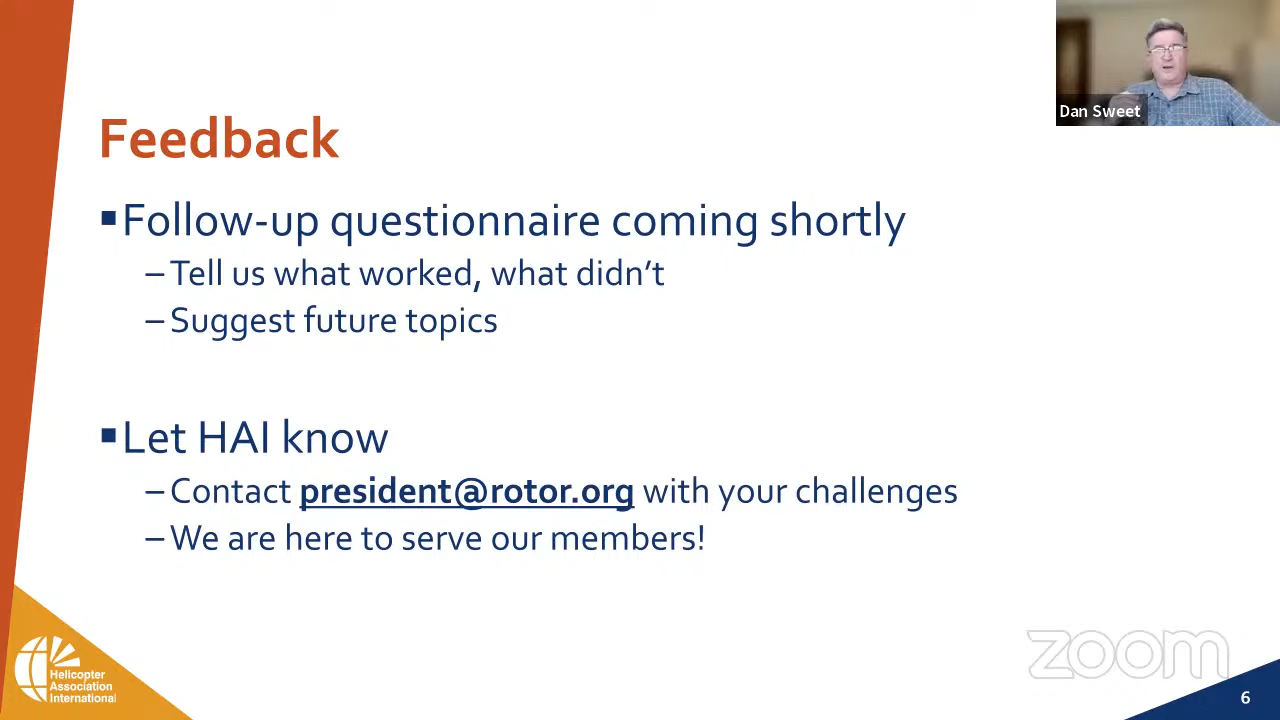 Dan Sweet
Feedback
▪Follow-up questionnaire coming shortly
–Tell us what worked, what didn’t
–Suggest future topics
▪Let HAI know
–Contact president@rotor.org with your challenges
–We are here to serve our members!
Helicopter
Association
International
zoom
6